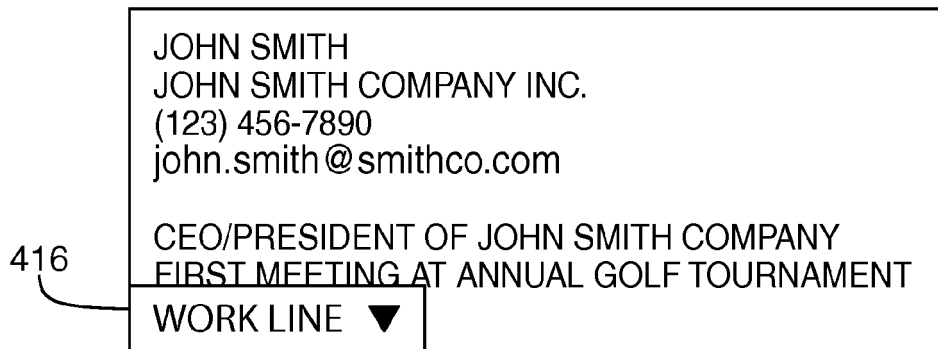 JOHN SMITH
JOHN SMITH COMPANY INC.
(123) 456-7890
john.smith@smithco.com
CEO/PRESIDENT OF JOHN SMITH COMPANY
416
FIRST MEETING AT ANNUAL GOLF TOURNAMENT
WORK LINE ▼